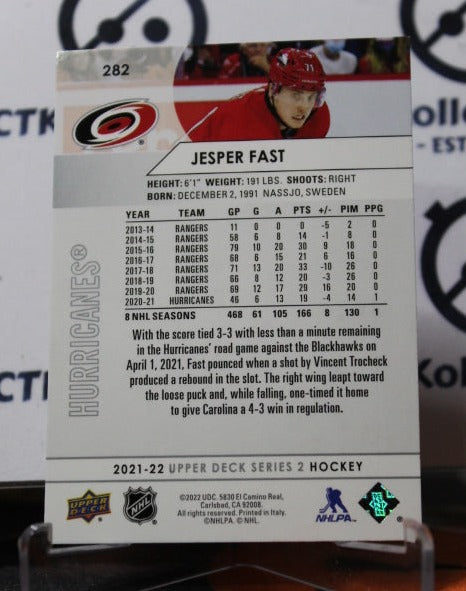 282
71
JESPER FAST
HEIGHT: 6'1" WEIGHT: 191 LBS. SHOOTS: RIGHT
BORN: DECEMBER 2, 1991 NASSJO, SWEDEN
YEAR TEAM GP G A PTS +/- PIM PPG
2013-14 RANGERS 11 0 0 0 -5 2 0
2014-15 RANGERS 58 6 8 14 -1 8 0
2015-16 RANGERS 79 10 20 30 9 18 0
2016-17 RANGERS 68 6 15 21 6 16 0
2017-18 RANGERS 71 13 20 33 -10 26 0
2018-19 RANGERS 66 8 12 20 -3 26 0
2019-20 RANGERS 69 12 17 29 16 20 0
2020-21 HURRICANES 46 6 13 19 -4 14 1
8 NHL SEASONS 468 61 105 166 8 130 1
HURRICANES®
With the score tied 3-3 with less than a minute remaining
in the Hurricanes' road game against the Blackhawks on
April 1, 2021, Fast pounced when a shot by Vincent Trocheck
produced a rebound in the slot. The right wing leapt toward
the loose puck and, while falling, one-timed it home
to give Carolina a 4-3 win in regulation.
2021-22 UPPER DECK SERIES 2 HOCKEY
UPPER DECK
NHL
©2022 UDC. 5830 El Camino Real,
Carlsbad, CA 92008.
All rights reserved. Printed in Italy.
©NHLPA. © NHL.
NHLPA